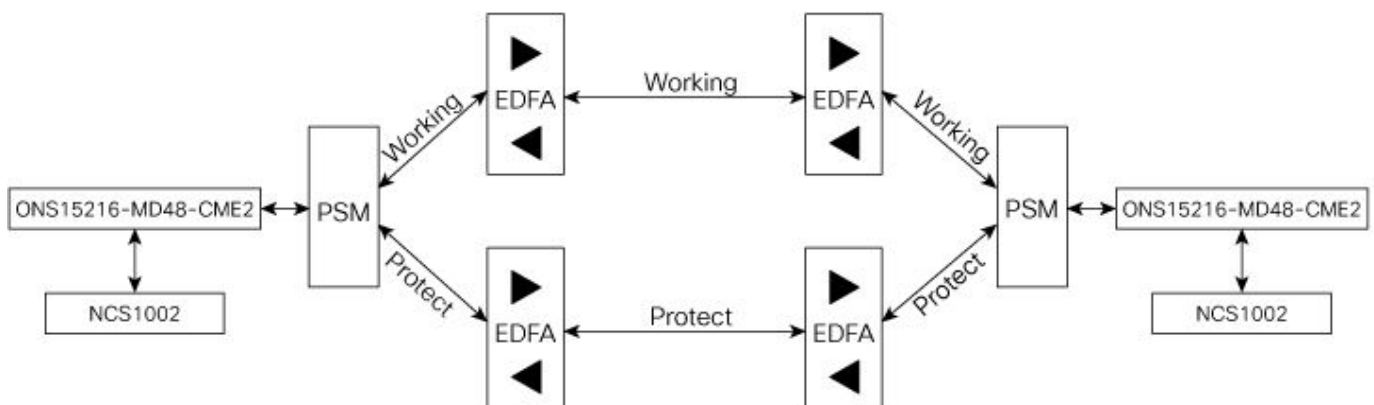 EDFA
Working
EDFA
Working
Working
ONS15216-MD48-CME2
PSM
PSM
ONS15216-MD48-CME2
Protect
Protect
NCS1002
EDFA
Protect
EDFA
NCS1002